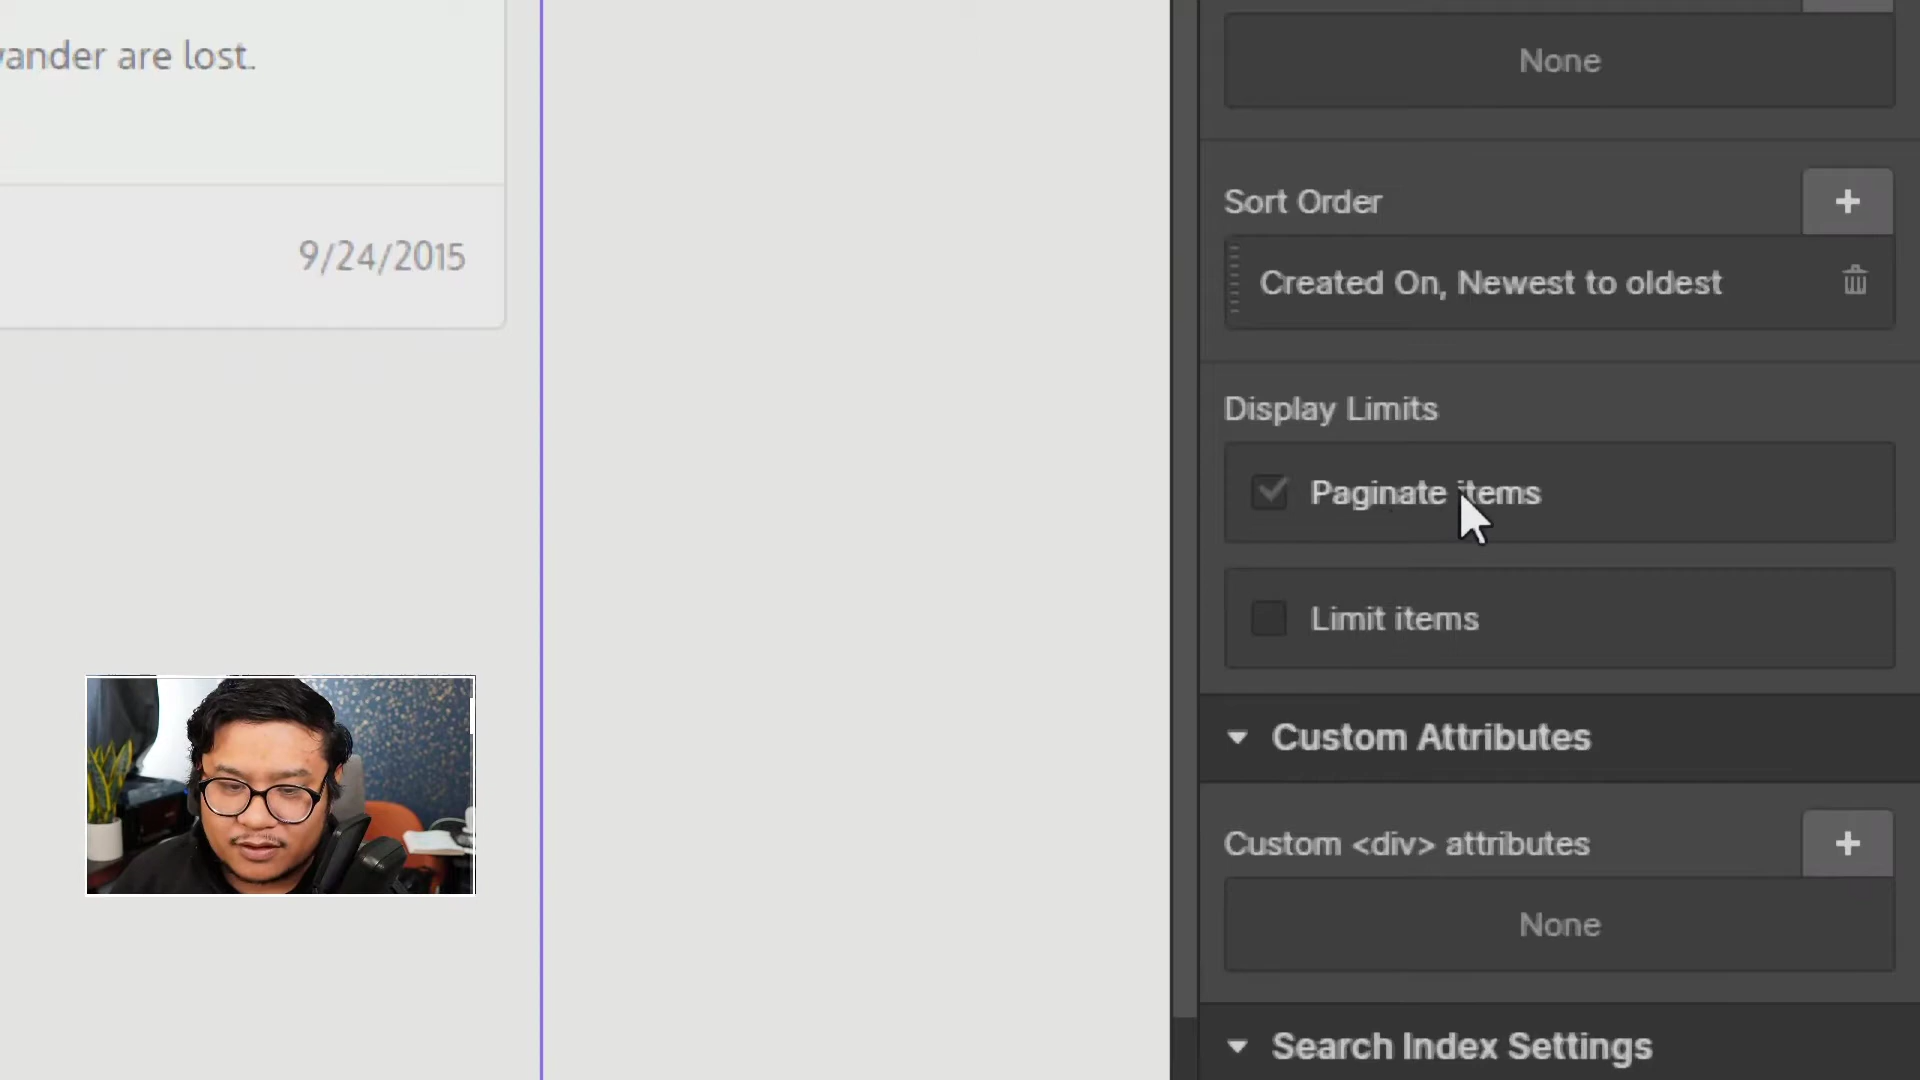 wander are lost.
9/24/2015
None
Sort Order
Created On, Newest to oldest
Display Limits
Paginate items
Limit items
Custom Attributes
Custom <div> attributes
None
Search Index Settings